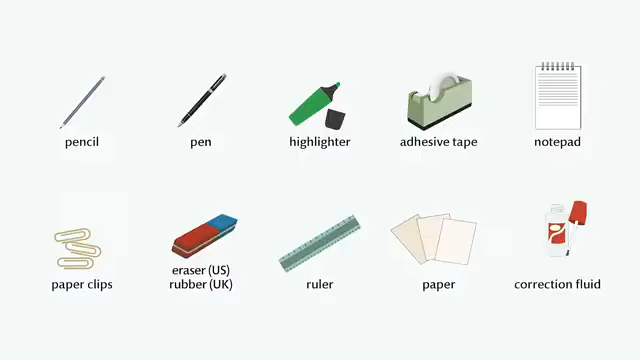 pencil
pen
highlighter
adhesive tape
notepad
paper clips
eraser (US)
rubber (UK)
ruler
paper
correction fluid